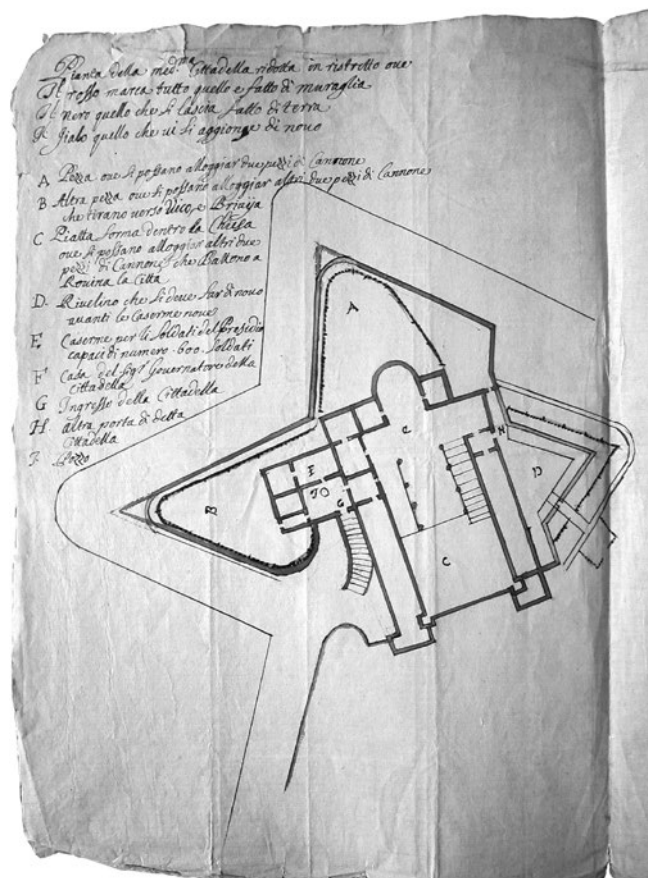 Pianta della med.ma Cittadella ridotta in ristretto oue
Il rosso marca tutto quello e fatto di muraglia
Il nero quello che si lascia fatto di terra
Il gialo quello che ui si aggionge di nouo
A Pezza oue si possano alloggiar due pezzi di Cannone
B Altra pezza oue si possano alloggiar altri due pezzi di Cannone
che tirano uerso Vico, e Briaja
C Piatta forma dentro la Chiesa
oue si possano alloggiar altri due
pezzi di Cannone che Battono a
Rouina la Citta
D. Riuelino che si deue far di nouo
auanti le Caserme noue
E Caserme per li Soldati del Presidio
capaci di numero 600. Soldati
F Casa del Sigr Gouernatore della
Cittadella
G Ingresso della Cittadella
H. altra porta di detta
Cittadella
J. Pozzo
A
B
C
C
D
H
G